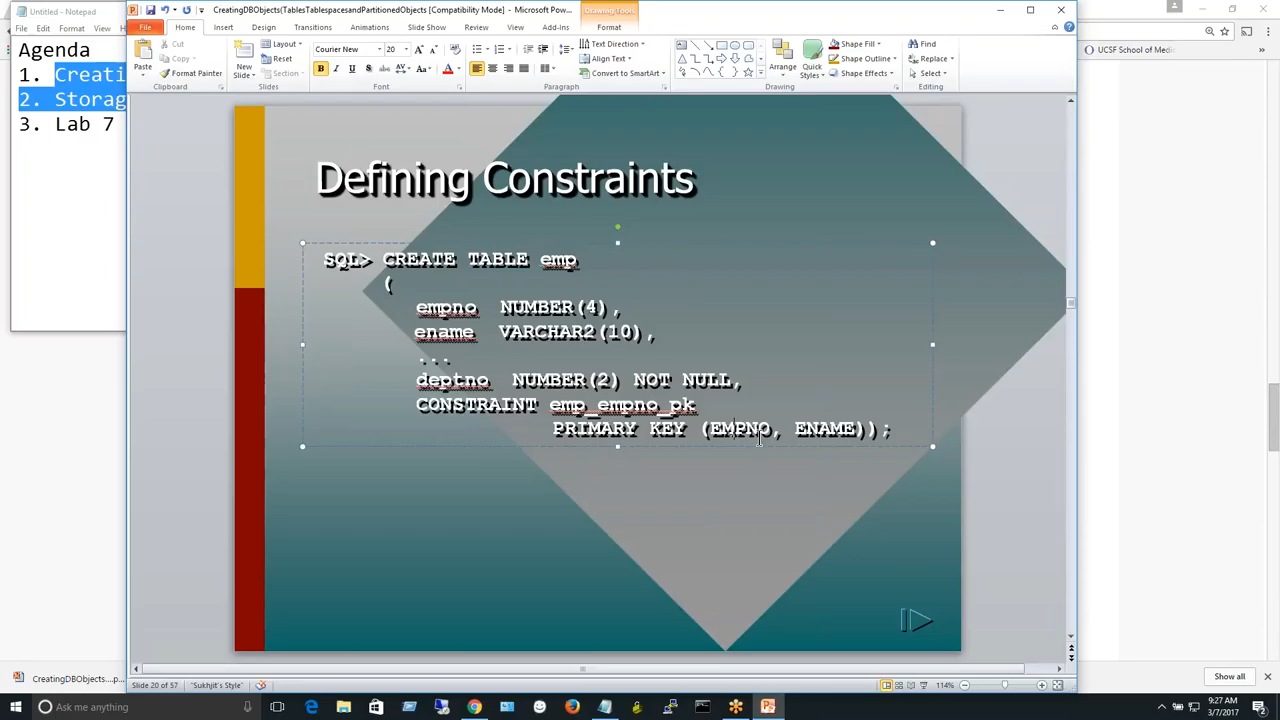 Untitled - Notepad
File Edit Format View
Agenda
1. Creati
2. Storag
3. Lab 7
CreatingDBObjects(TablesTablespacesandPartitionedObjects [Compatibility Mode] - Microsoft Pow...
Drawing Tools
File Home Insert Design Transitions Animations Slide Show Review View Add-Ins Format
Paste
Cut
Copy
Format Painter
Clipboard
New Slide
Layout
Reset
Section
Slides
Courier New 20
Font
Paragraph
Text Direction
Align Text
Convert to SmartArt
Arrange
Quick Styles
Shape Fill
Shape Outline
Shape Effects
Drawing
Find
Replace
Select
Editing
UCSF School of Medi
Defining Constraints
SQL> CREATE TABLE emp
(
empno NUMBER(4),
ename VARCHAR2(10),
...
deptno NUMBER(2) NOT NULL,
CONSTRAINT emp_empno_pk
PRIMARY KEY (EMPNO, ENAME));
Slide 20 of 57 "Sukhjit's Style" 114%
CreatingDBObjects....p...
Show all
Ask me anything
9:27 AM
3/7/2017